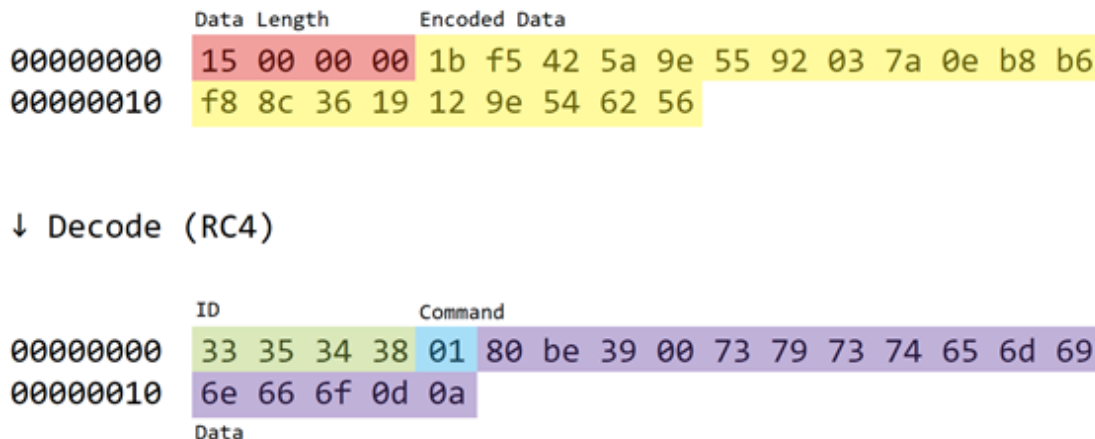 Data Length Encoded Data
00000000 15 00 00 00 1b f5 42 5a 9e 55 92 03 7a 0e b8 b6
00000010 f8 8c 36 19 12 9e 54 62 56
↓ Decode (RC4)
ID Command
00000000 33 35 34 38 01 80 be 39 00 73 79 73 74 65 6d 69
00000010 6e 66 6f 0d 0a
Data